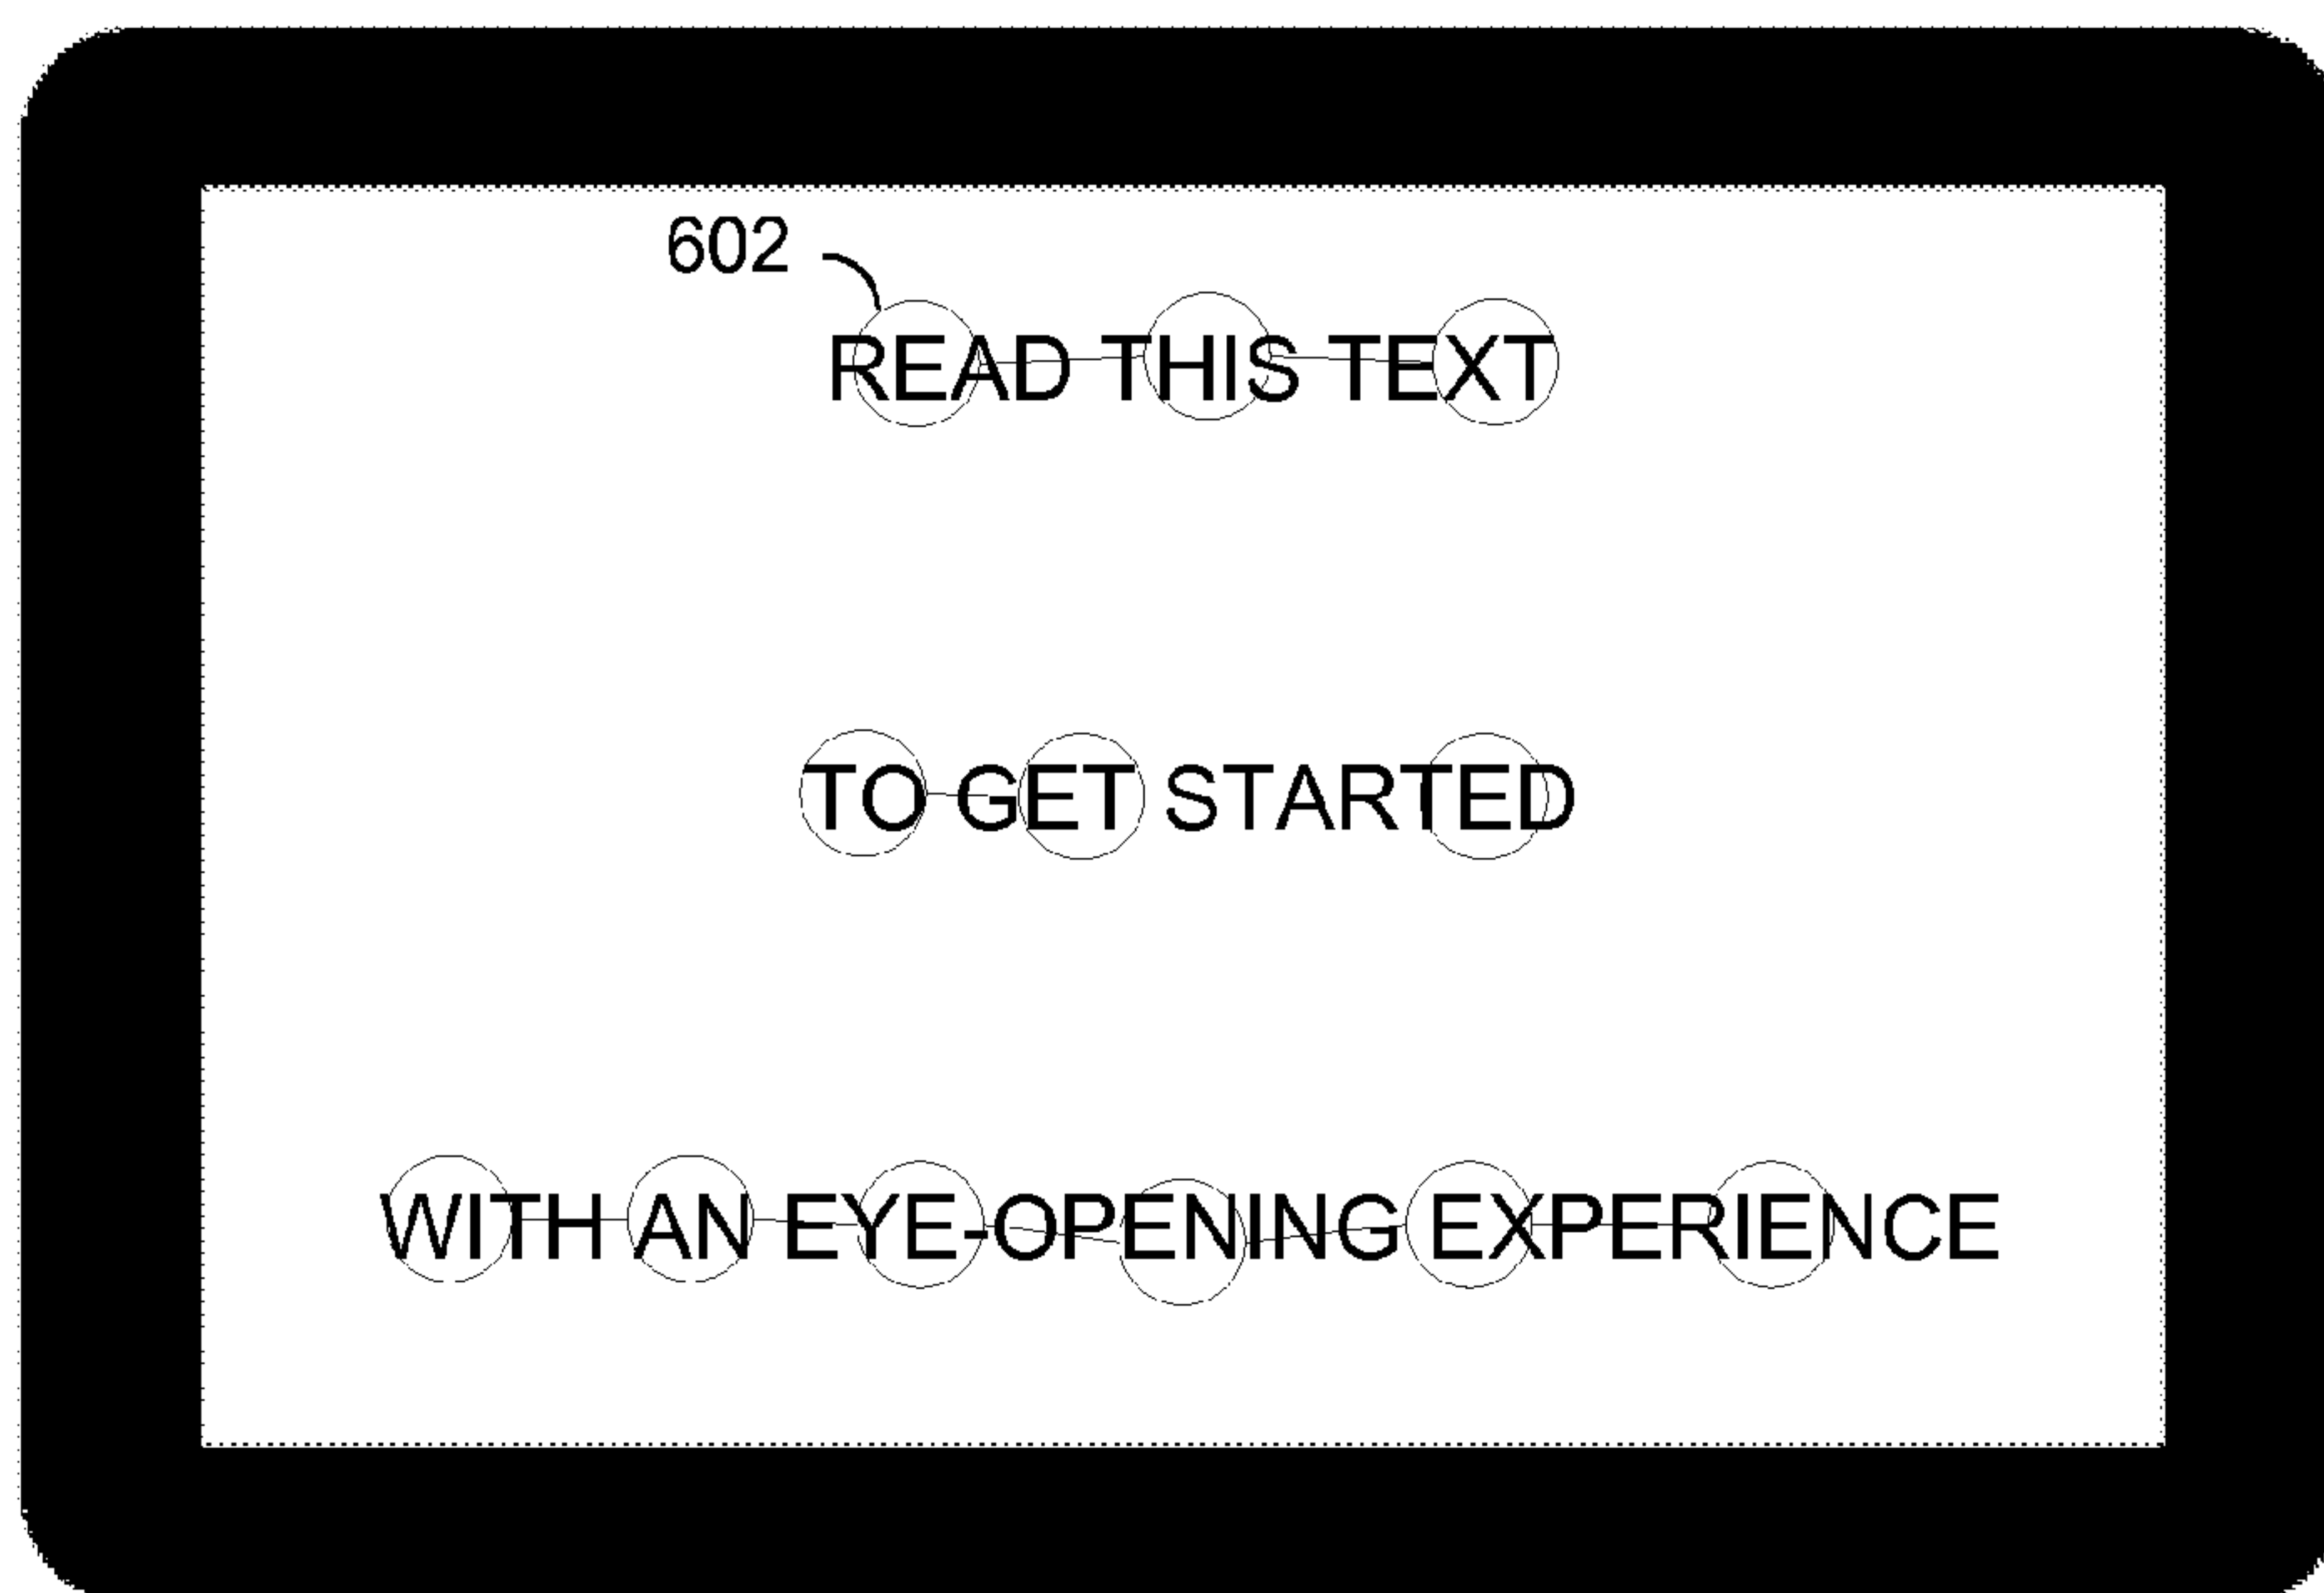 602
READ THIS TEXT
TO GET STARTED
WITH AN EYE-OPENING EXPERIENCE